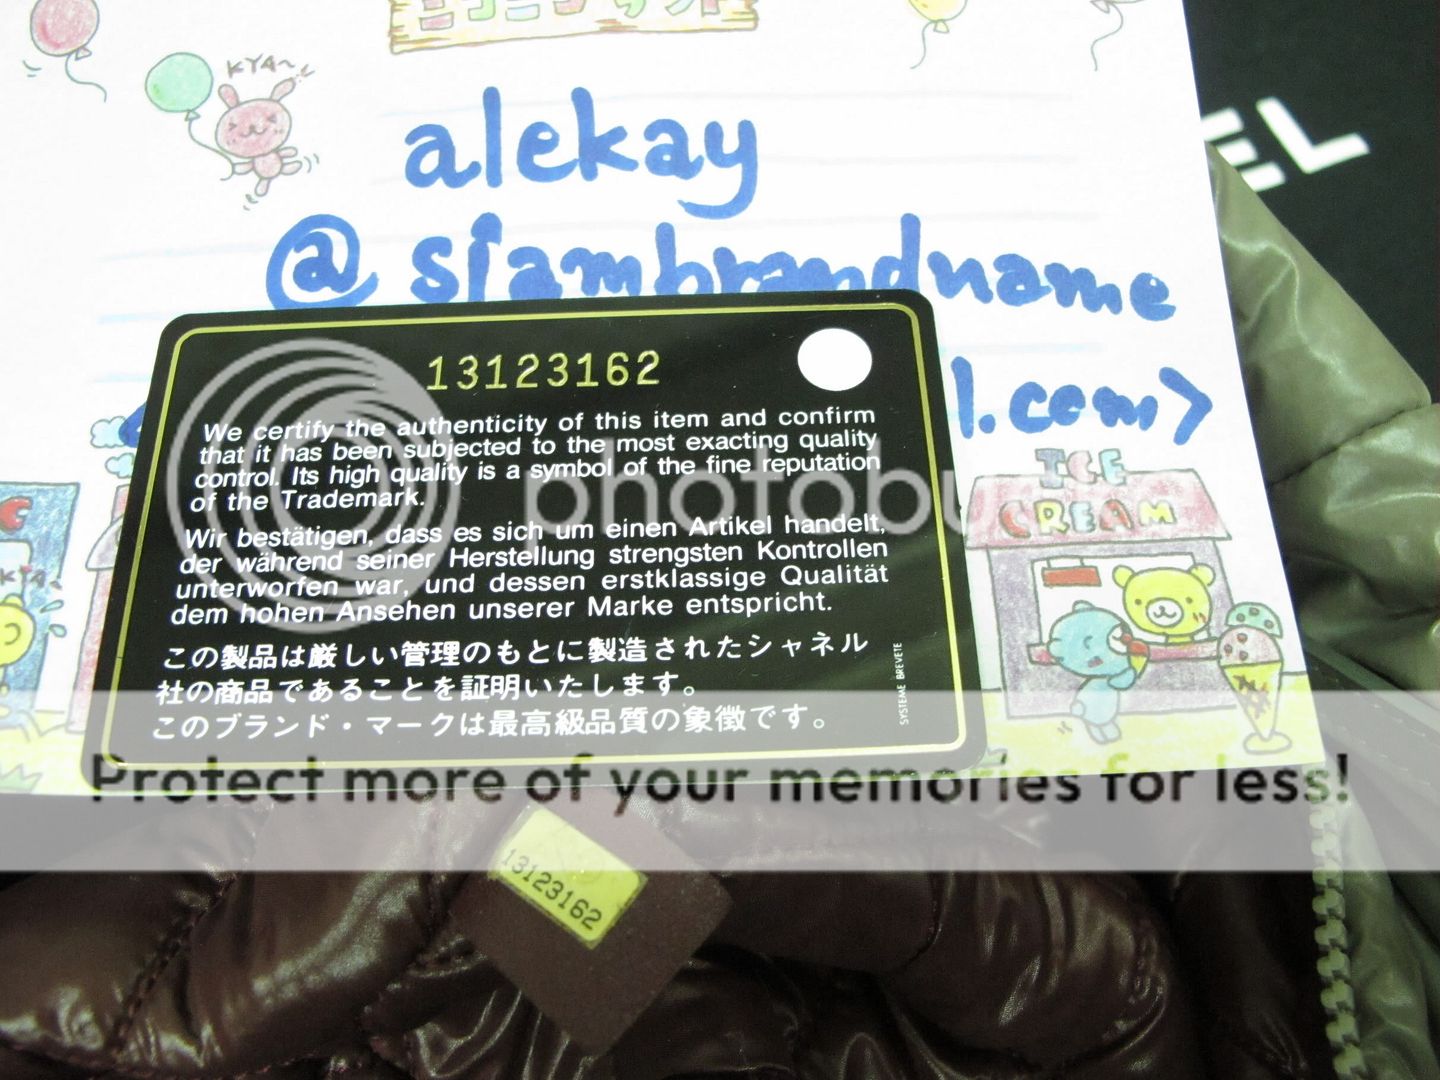 KYA~
alekay
@ siambrandname
l.com>
13123162
We certify the authenticity of this item and confirm
that it has been subjected to the most exacting quality
control. Its high quality is a symbol of the fine reputation
of the Trademark.
Wir bestätigen, dass es sich um einen Artikel handelt,
der während seiner Herstellung strengsten Kontrollen
unterworfen war, und dessen erstklassige Qualität
dem hohen Ansehen unserer Marke entspricht.
この製品は厳しい管理のもとに製造されたシャネル
社の商品であることを証明いたします。
このブランド・マークは最高級品質の象徴です。
SYSTEME BREVETE
ICE
CREAM
photobu
Protect more of your memories for less!
13123162
EL